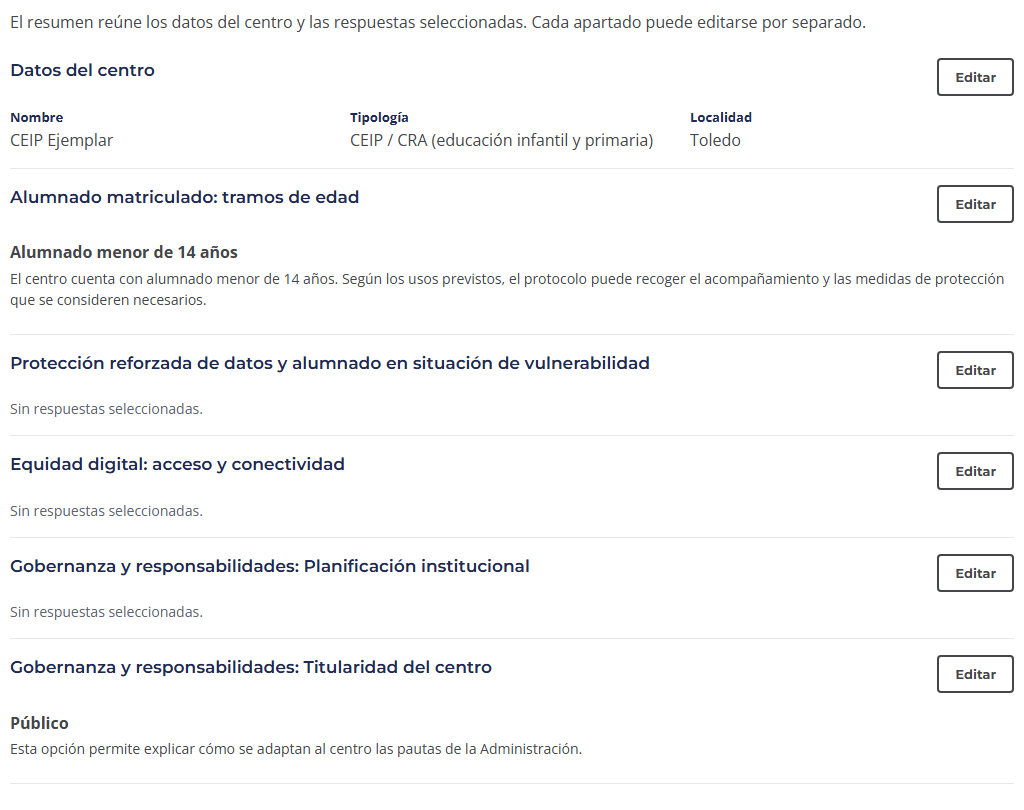 El resumen reúne los datos del centro y las respuestas seleccionadas. Cada apartado puede editarse por separado.
Datos del centro
Editar
Nombre
CEIP Ejemplar
Tipología
CEIP / CRA (educación infantil y primaria)
Localidad
Toledo
Alumnado matriculado: tramos de edad
Editar
Alumnado menor de 14 años
El centro cuenta con alumnado menor de 14 años. Según los usos previstos, el protocolo puede recoger el acompañamiento y las medidas de protección
que se consideren necesarios.
Protección reforzada de datos y alumnado en situación de vulnerabilidad
Editar
Sin respuestas seleccionadas.
Equidad digital: acceso y conectividad
Editar
Sin respuestas seleccionadas.
Gobernanza y responsabilidades: Planificación institucional
Editar
Sin respuestas seleccionadas.
Gobernanza y responsabilidades: Titularidad del centro
Editar
Público
Esta opción permite explicar cómo se adaptan al centro las pautas de la Administración.